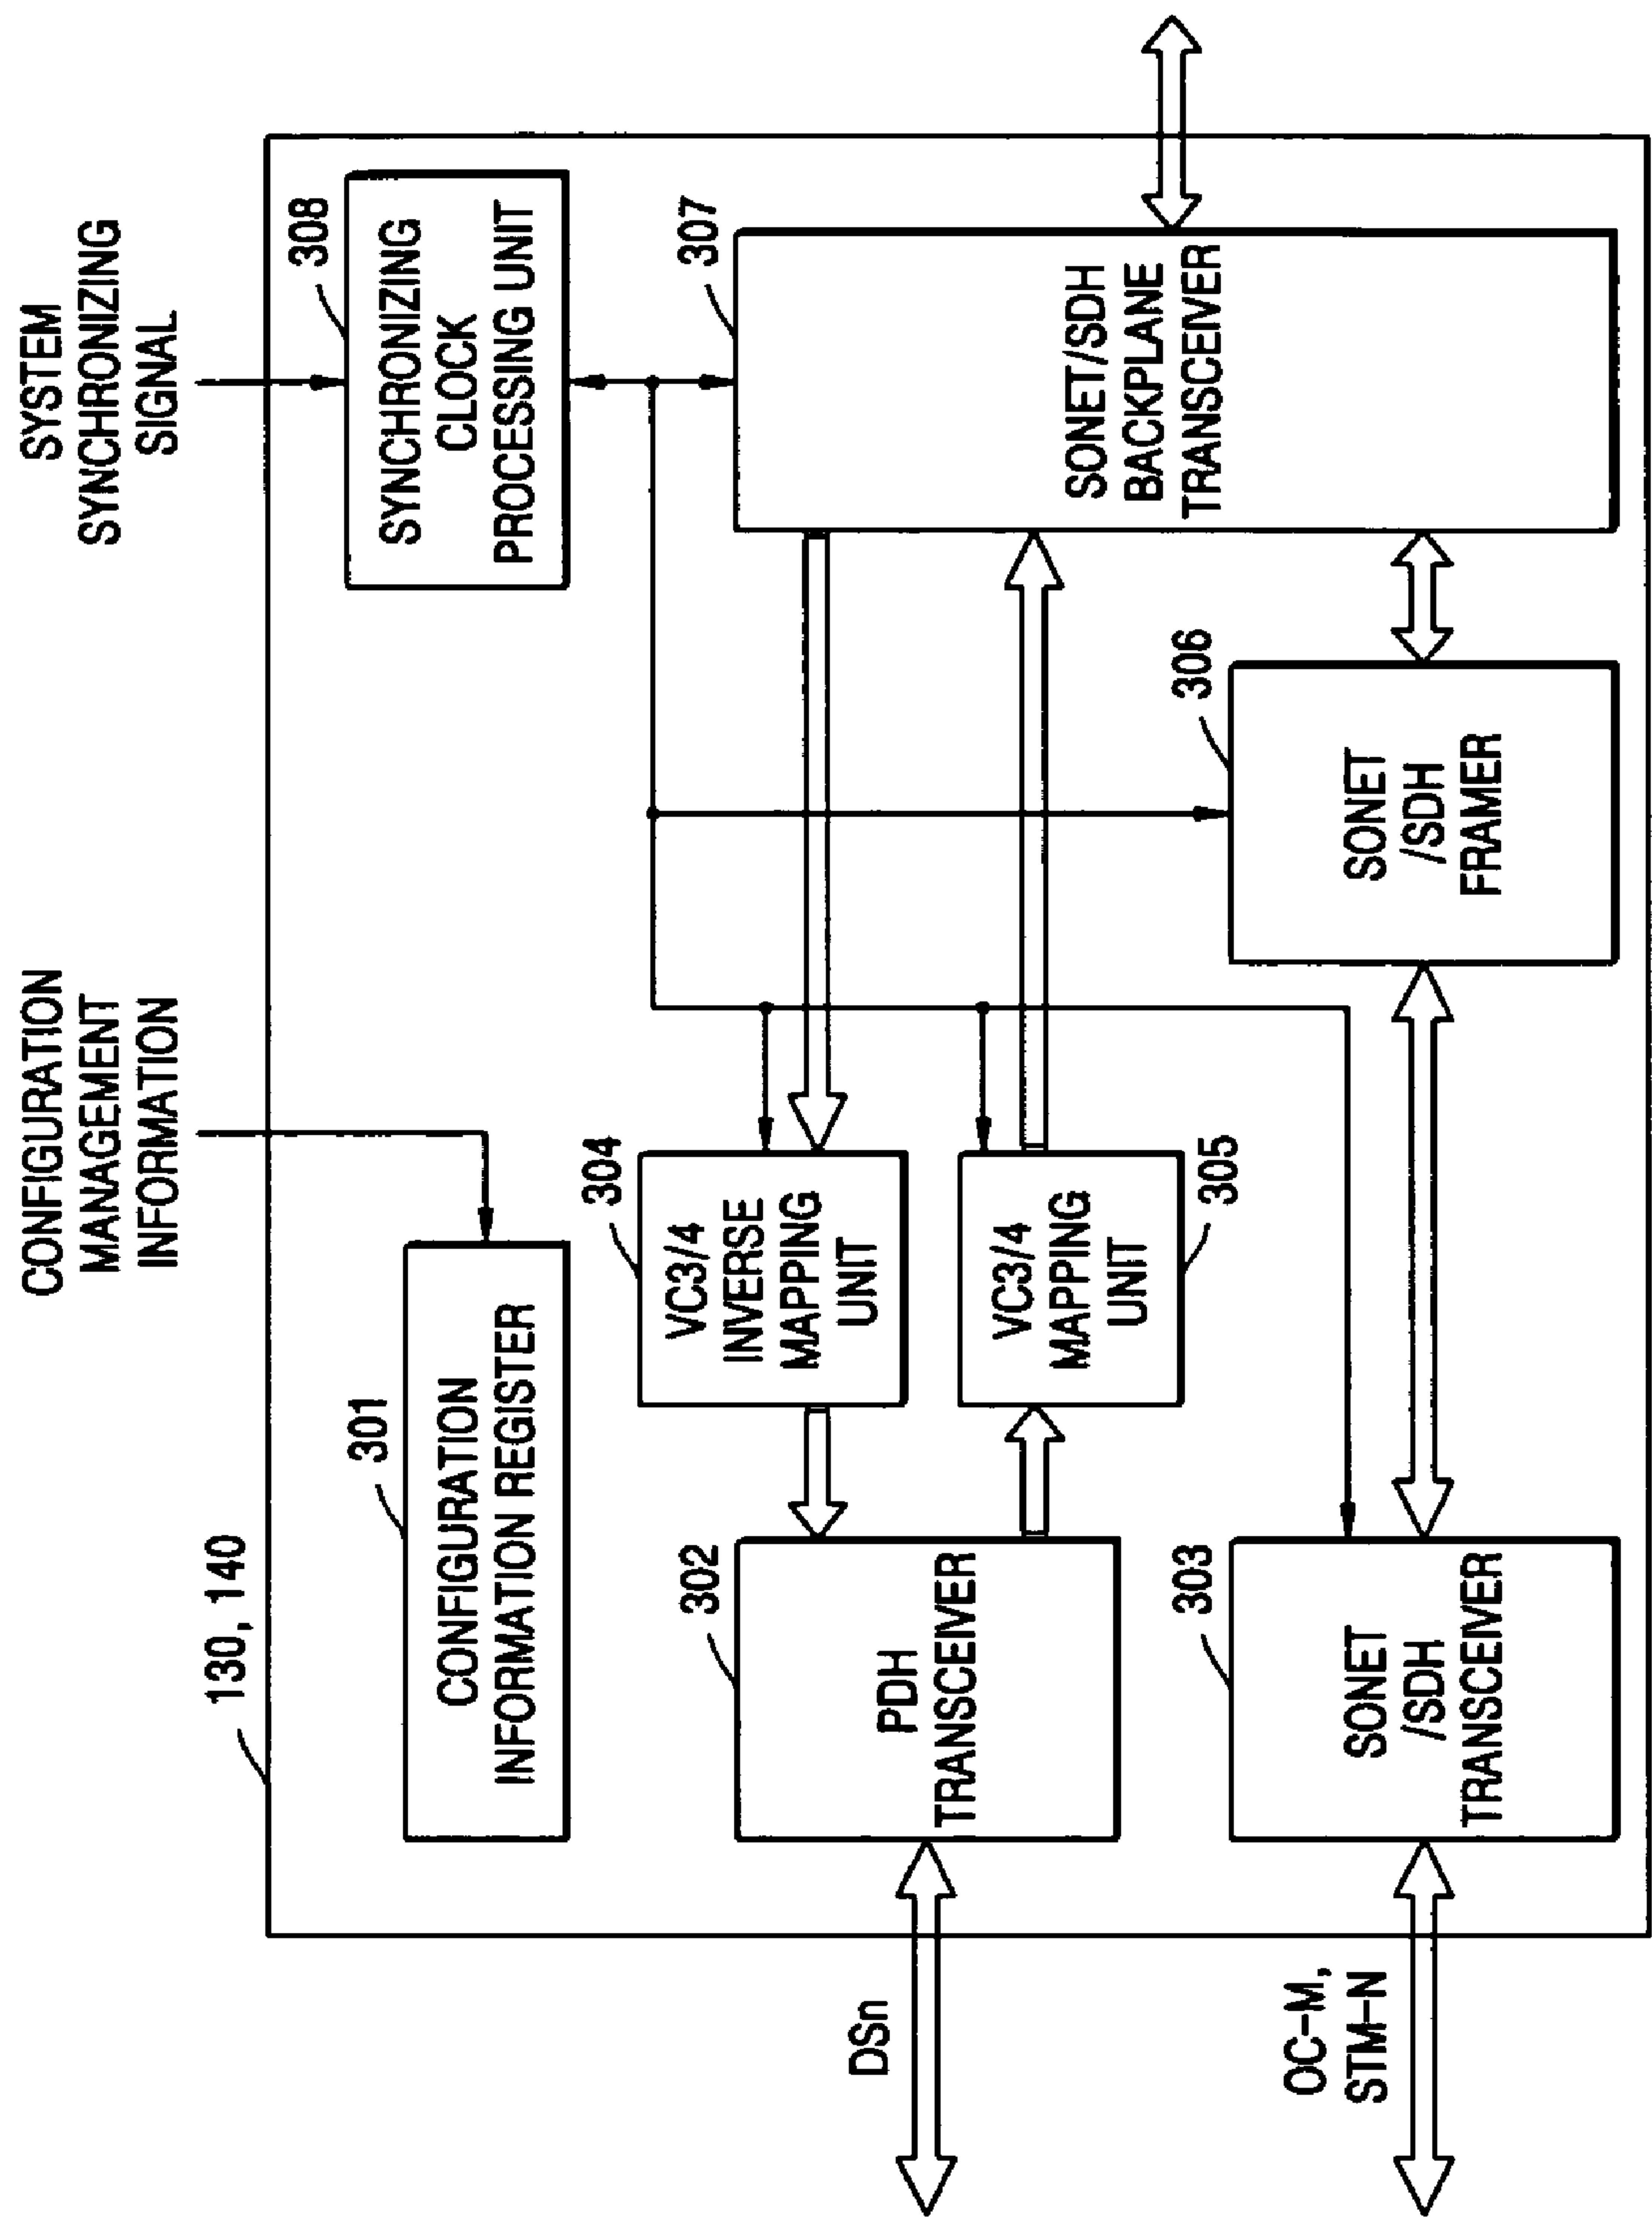 CONFIGURATION
MANAGEMENT
INFORMATION
SYSTEM
SYNCHRONIZING
SIGNAL
130, 140
301
CONFIGURATION
INFORMATION REGISTER
308
SYNCHRONIZING
CLOCK
PROCESSING UNIT
302
PDH
TRANSCEIVER
304
VC3/4
INVERSE
MAPPING
UNIT
VC3/4
MAPPING
UNIT
305
307
SONET/SDH
BACKPLANE
TRANSCEIVER
DSn
303
SONET
/SDH
TRANSCEIVER
306
SONET
/SDH
FRAMER
OC-M,
STM-N